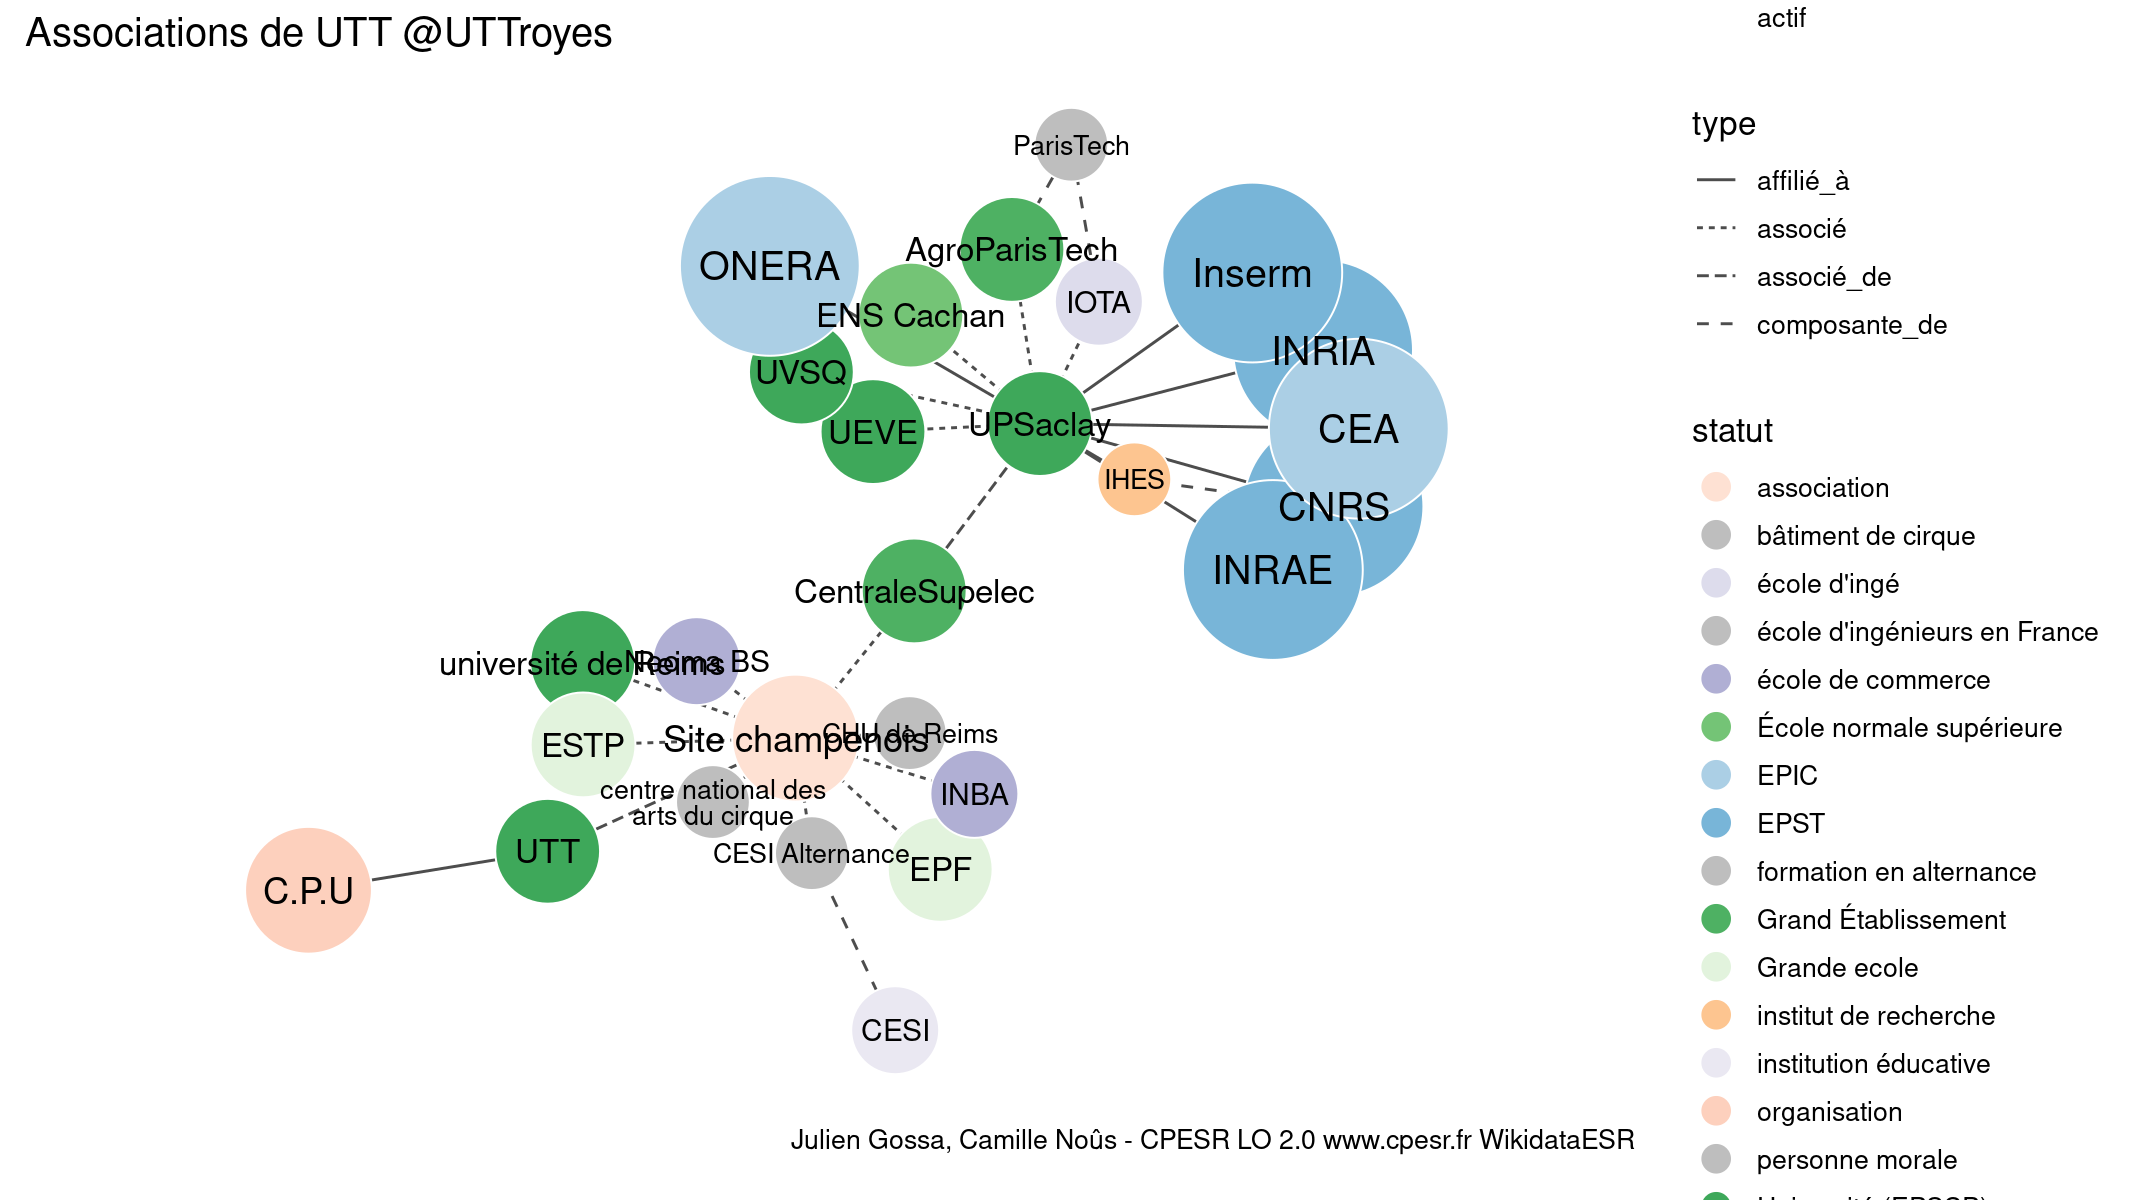 Associations de UTT @UTTroyes
actif
type
affilié_à
associé
associé_de
composante_de
statut
association
bâtiment de cirque
école d'ingé
école d'ingénieurs en France
école de commerce
École normale supérieure
EPIC
EPST
formation en alternance
Grand Établissement
Grande ecole
institut de recherche
institution éducative
organisation
personne morale
Université (EPSCP)
ParisTech
ONERA
AgroParisTech
Inserm
IOTA
ENS Cachan
INRIA
UVSQ
UPSaclay
CEA
UEVE
IHES
CNRS
INRAE
CentraleSupelec
université de Reims
Neoma BS
CHU de Reims
Site champenois
ESTP
centre national des
arts du cirque
INBA
UTT
CESI Alternance
EPF
C.P.U
CESI
Julien Gossa, Camille Noûs - CPESR LO 2.0 www.cpesr.fr WikidataESR